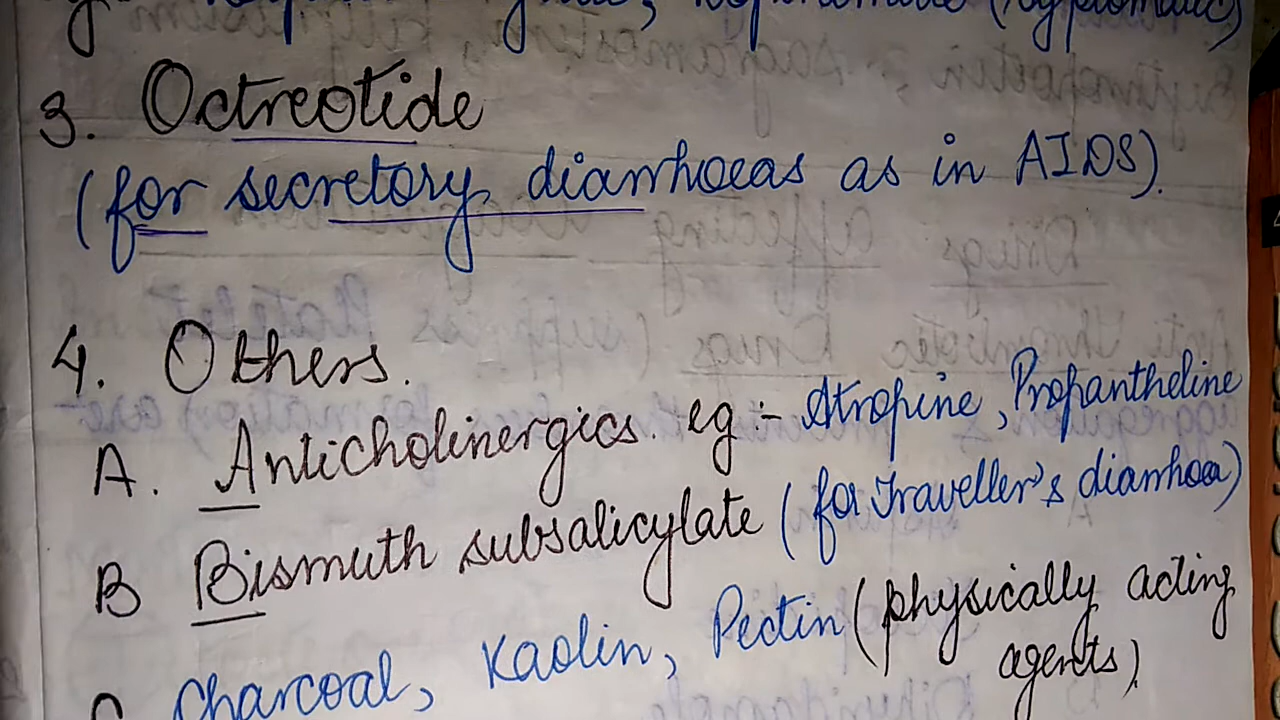 3. Octreotide
(for secretory diarrhoeas as in AIDS).
4. Others.
A. Anticholinergics. eg:- Atropine, Propantheline
B Bismuth subsalicylate (for Traveller's diarrhoea)
C Charcoal, Kaolin, Pectin (physically acting
agents)